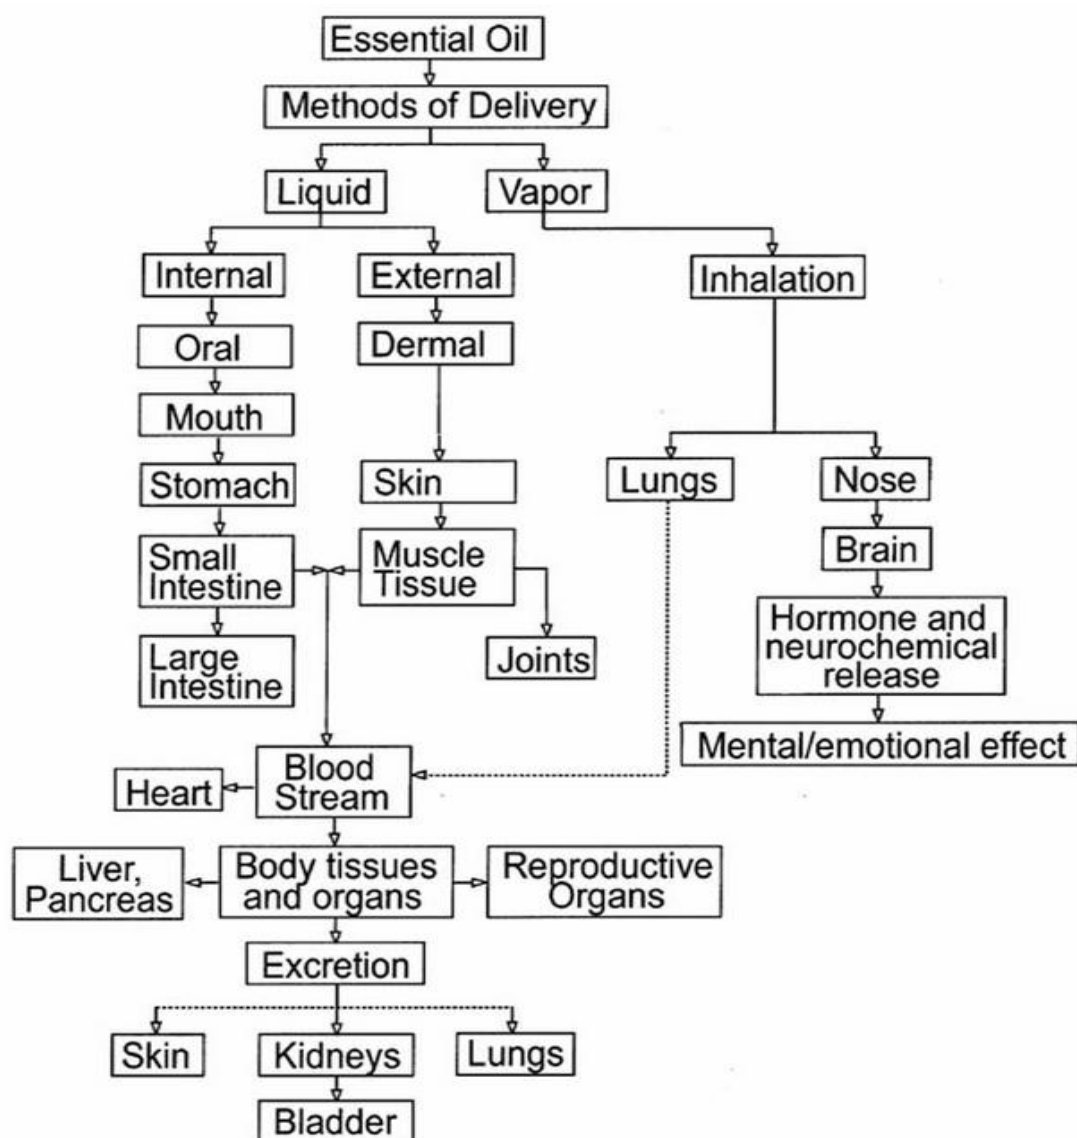 Essential Oil
Methods of Delivery
Liquid
Vapor
Internal
External
Inhalation
Oral
Dermal
Mouth
Stomach
Skin
Lungs
Nose
Small
Intestine
Muscle
Tissue
Brain
Large
Intestine
Joints
Hormone and
neurochemical
release
Mental/emotional effect
Heart
Blood
Stream
Liver,
Pancreas
Body tissues
and organs
Reproductive
Organs
Excretion
Skin
Kidneys
Lungs
Bladder